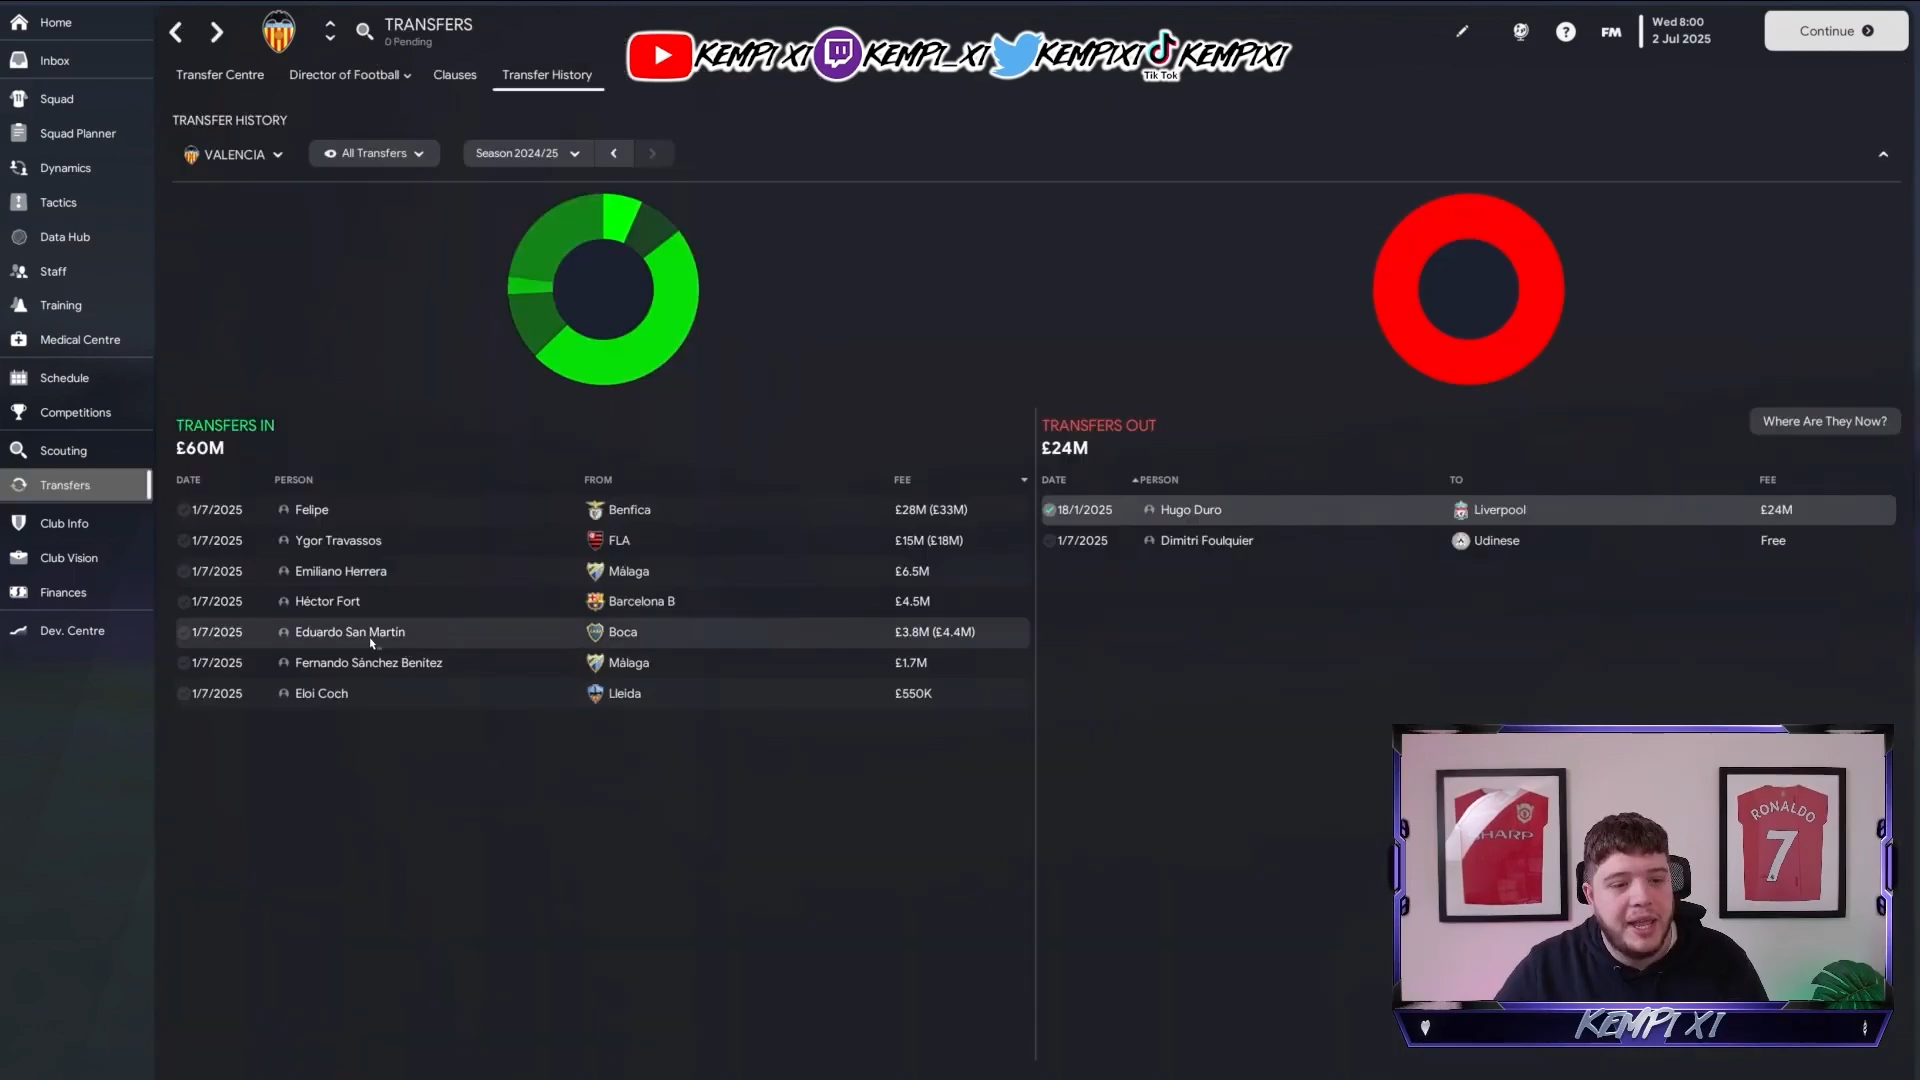 Home
TRANSFERS
0 Pending
KEMPI XI KEMPI_XI KEMPIXI KEMPIXI
Tik Tok
FM
Wed 8:00
2 Jul 2025
Continue
Inbox
Transfer Centre Director of Football Clauses Transfer History
Squad
Squad Planner
Dynamics
Tactics
Data Hub
Staff
Training
Medical Centre
Schedule
Competitions
Scouting
Transfers
Club Info
Club Vision
Finances
Dev. Centre
TRANSFER HISTORY
VALENCIA All Transfers Season 2024/25
TRANSFERS IN
£60M
DATE PERSON FROM FEE
1/7/2025 Felipe Benfica £28M (£33M)
1/7/2025 Ygor Travassos FLA £15M (£18M)
1/7/2025 Emiliano Herrera Málaga £6.5M
1/7/2025 Héctor Fort Barcelona B £4.5M
1/7/2025 Eduardo San Martín Boca £3.8M (£4.4M)
1/7/2025 Fernando Sánchez Benítez Málaga £1.7M
1/7/2025 Eloi Coch Lleida £550K
TRANSFERS OUT
£24M
Where Are They Now?
DATE PERSON TO FEE
18/1/2025 Hugo Duro Liverpool £24M
1/7/2025 Dimitri Foulquier Udinese Free
SHARP
RONALDO
7
KEMPI XI